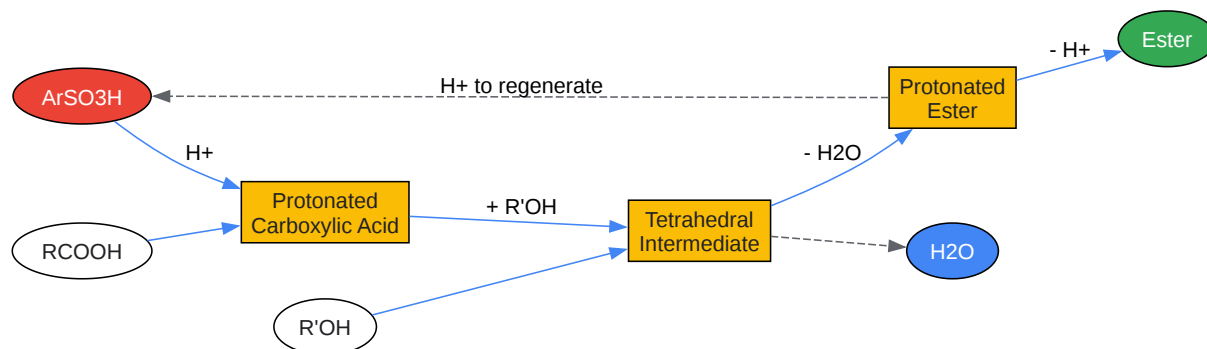 Ester
- H+
Protonated
Ester
H+ to regenerate
ArSO3H
H+
- H2O
Protonated
Carboxylic Acid
+ R'OH
Tetrahedral
Intermediate
RCOOH
H2O
R'OH